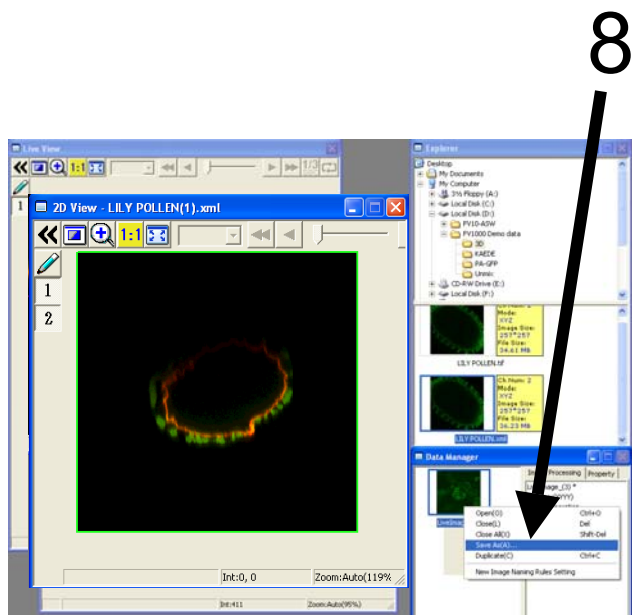 8
Live View
1:1
1/3
1
2D View - LILY POLLEN(1).xml
1:1
1
2
Int:0, 0
Zoom:Auto(119%
Int:411
Zoom:Auto(95%)
Explorer
Desktop
My Documents
My Computer
3½ Floppy (A:)
Local Disk (C:)
Local Disk (D:)
FV10-ASW
FV1000 Demo data
3D
KAEDE
PA-GFP
Unmix
CD-RW Drive (E:)
Local Disk (F:)
Mode:
XYZ
Image Size:
257*257
File Size:
34.61 MB
LILY POLLEN.tif
Ch Num: 2
Mode:
XYZ
Image Size:
257*257
File Size:
36.23 MB
LILY POLLEN.xml
Data Manager
Processing
Property
Open(O) Ctrl+O
Close(L) Del
Close All(X) Shift-Del
Save As(A)...
Duplicate(C) Ctrl+C
New Image Naming Rules Setting